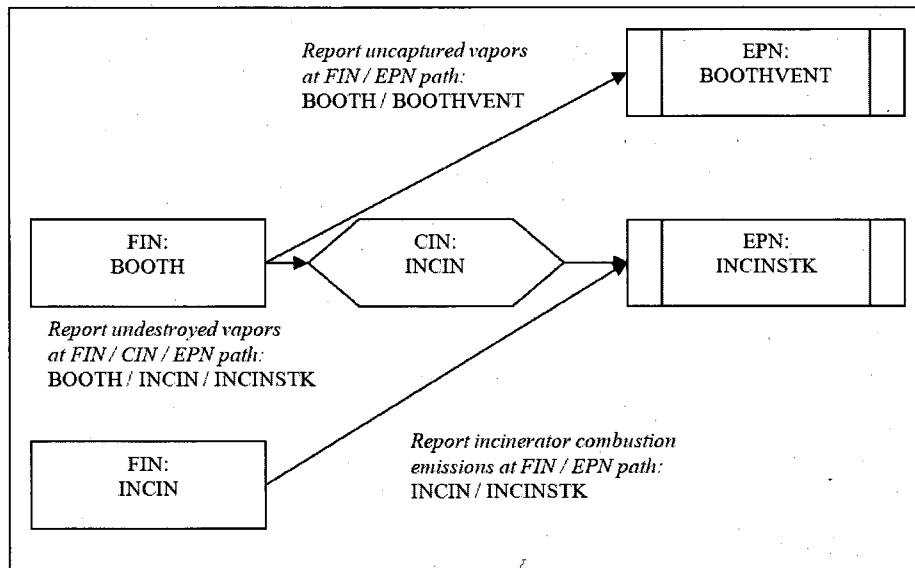 Report uncaptured vapors
at FIN / EPN path:
BOOTH / BOOTHVENT
EPN:
BOOTHVENT
FIN:
BOOTH
CIN:
INCIN
EPN:
INCINSTK
Report undestroyed vapors
at FIN / CIN / EPN path:
BOOTH / INCIN / INCINSTK
FIN:
INCIN
Report incinerator combustion
emissions at FIN / EPN path:
INCIN / INCINSTK